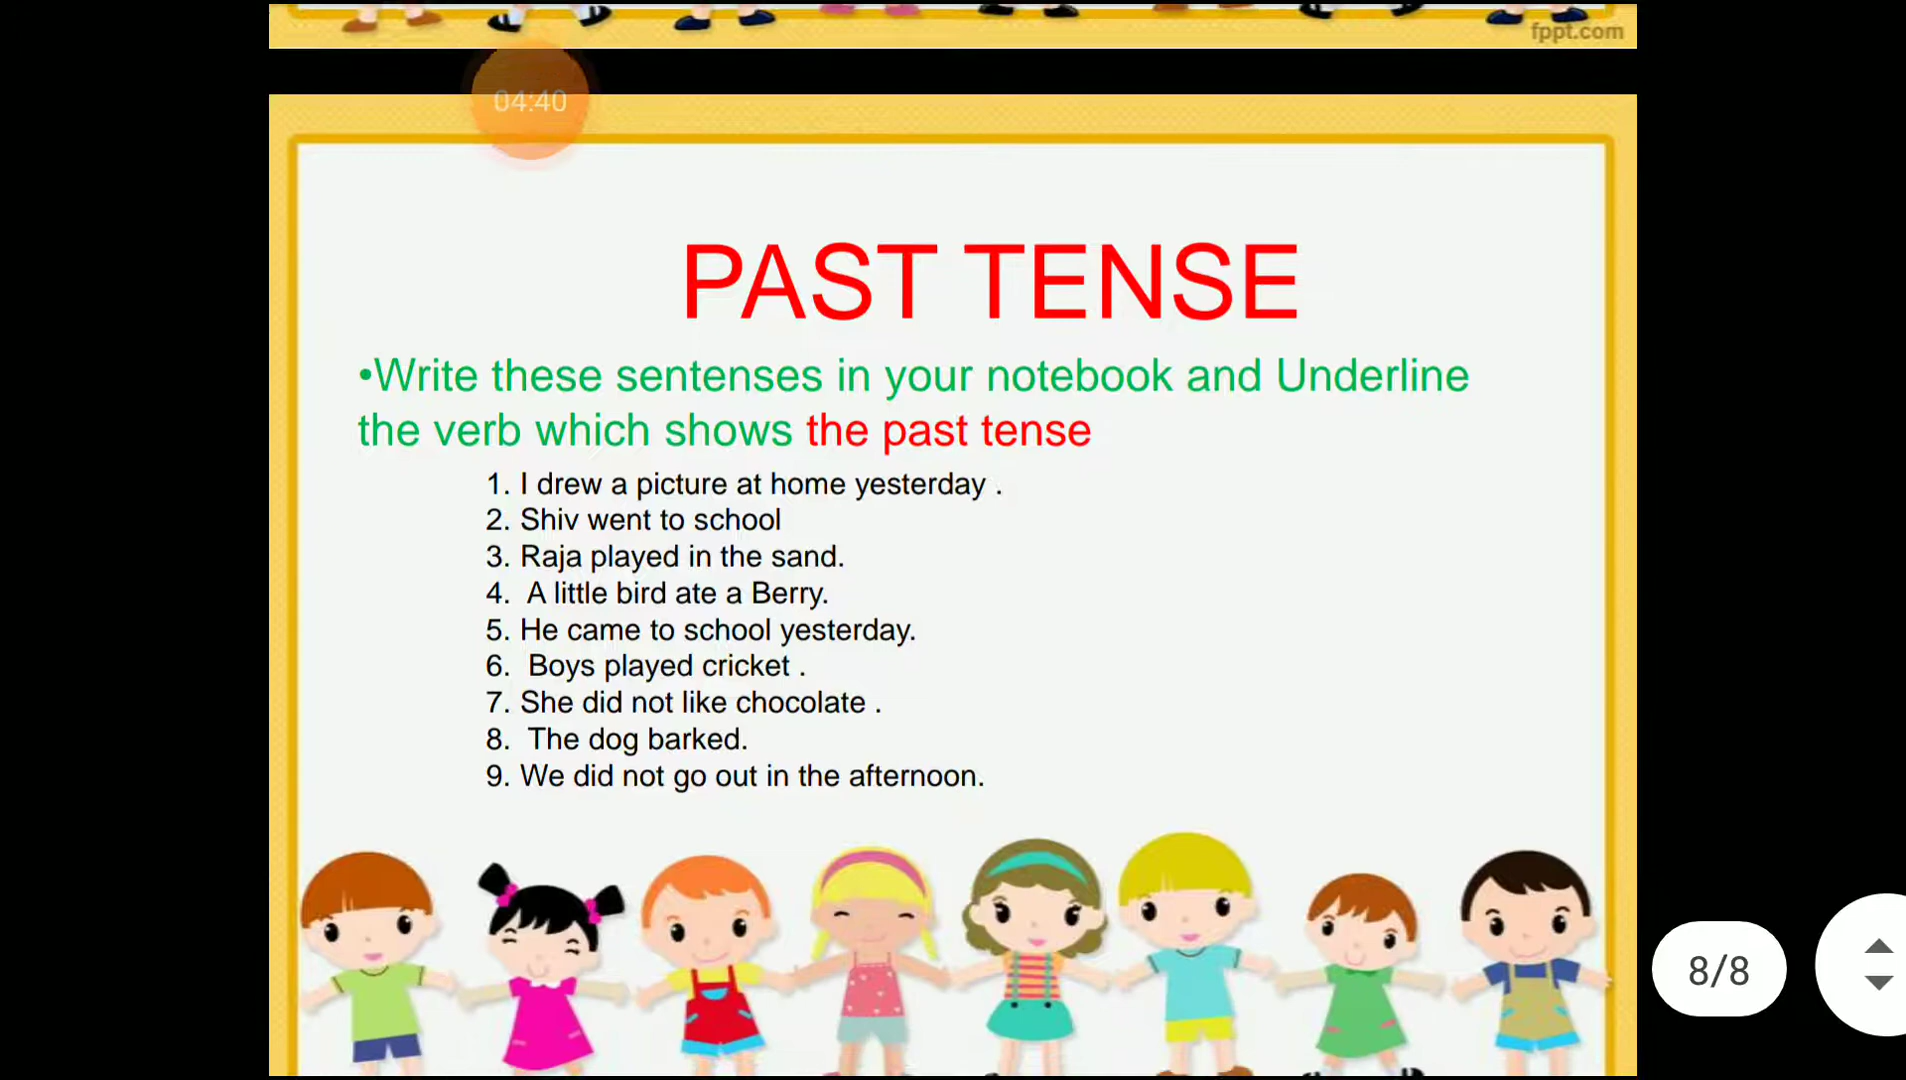 fppt.com
04:40
PAST TENSE
•Write these sentenses in your notebook and Underline
the verb which shows the past tense
1. I drew a picture at home yesterday .
2. Shiv went to school
3. Raja played in the sand.
4. A little bird ate a Berry.
5. He came to school yesterday.
6. Boys played cricket .
7. She did not like chocolate .
8. The dog barked.
9. We did not go out in the afternoon.
8/8